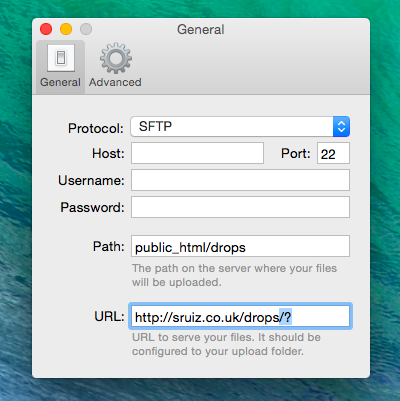 General
General
Advanced
Protocol: SFTP
Host: Port: 22
Username:
Password:
Path: public_html/drops
The path on the server where your files
will be uploaded.
URL: http://sruiz.co.uk/drops/?
URL to serve your files. It should be
configured to your upload folder.